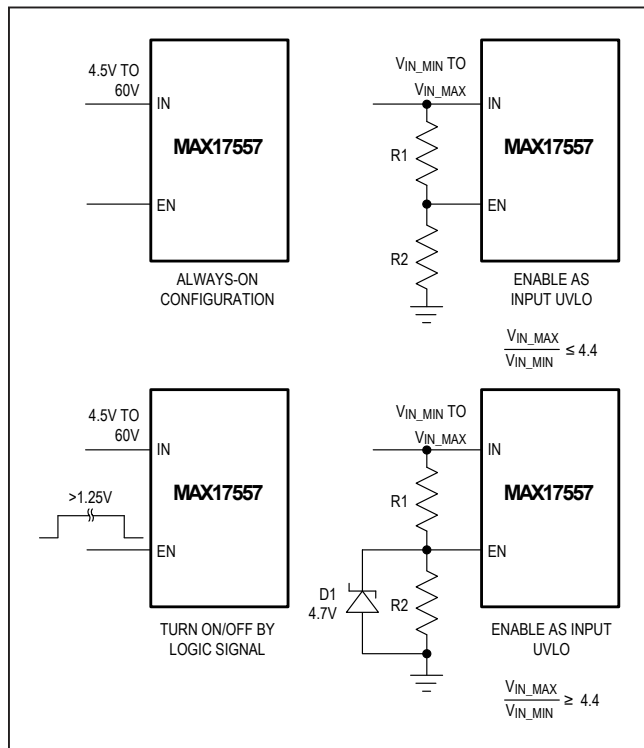 4.5V TO
60V
IN
MAX17557
EN
ALWAYS-ON
CONFIGURATION
VIN_MIN TO
VIN_MAX
IN
R1
MAX17557
EN
R2
ENABLE AS
INPUT UVLO
VIN_MAX
VIN_MIN
≤ 4.4
4.5V TO
60V
IN
MAX17557
>1.25V
EN
TURN ON/OFF BY
LOGIC SIGNAL
VIN_MIN TO
VIN_MAX
IN
R1
MAX17557
EN
D1
4.7V
R2
ENABLE AS INPUT
UVLO
VIN_MAX
VIN_MIN
≥ 4.4